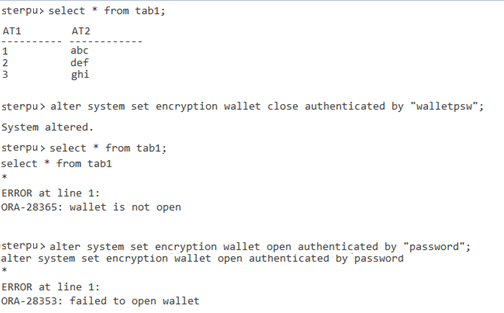 sterpu> select * from tab1;
AT1 AT2
---------- ------------
1 abc
2 def
3 ghi
sterpu> alter system set encryption wallet close authenticated by "walletpsw";
System altered.
sterpu> select * from tab1;
select * from tab1
*
ERROR at line 1:
ORA-28365: wallet is not open
sterpu> alter system set encryption wallet open authenticated by "password";
alter system set encryption wallet open authenticated by password
*
ERROR at line 1:
ORA-28353: failed to open wallet